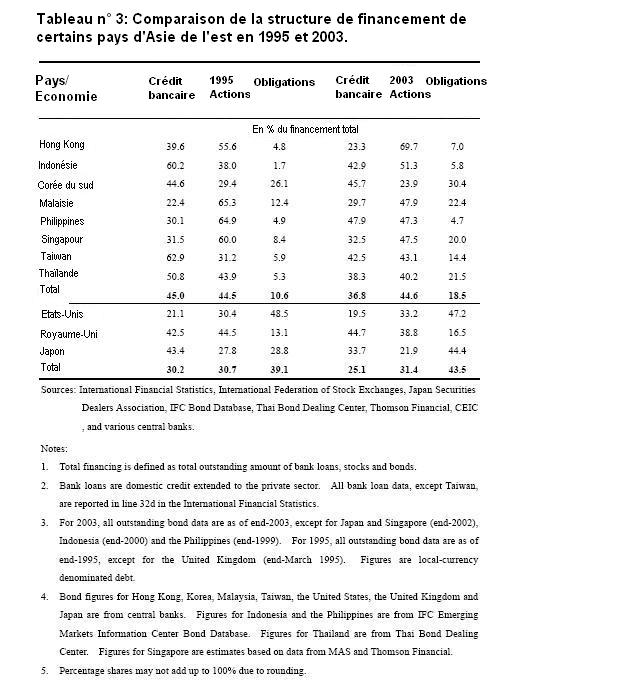 Tableau n° 3: Comparaison de la structure de financement de
certains pays d'Asie de l'est en 1995 et 2003.
Pays/ Crédit 1995 Obligations Crédit 2003 Obligations
Economie bancaire Actions bancaire Actions
En % du financement total
Hong Kong 39.6 55.6 4.8 23.3 69.7 7.0
Indonésie 60.2 38.0 1.7 42.9 51.3 5.8
Corée du sud 44.6 29.4 26.1 45.7 23.9 30.4
Malaisie 22.4 65.3 12.4 29.7 47.9 22.4
Philippines 30.1 64.9 4.9 47.9 47.3 4.7
Singapour 31.5 60.0 8.4 32.5 47.5 20.0
Taiwan 62.9 31.2 5.9 42.5 43.1 14.4
Thaïlande 50.8 43.9 5.3 38.3 40.2 21.5
Total 45.0 44.5 10.6 36.8 44.6 18.5
Etats-Unis 21.1 30.4 48.5 19.5 33.2 47.2
Royaume-Uni 42.5 44.5 13.1 44.7 38.8 16.5
Japon 43.4 27.8 28.8 33.7 21.9 44.4
Total 30.2 30.7 39.1 25.1 31.4 43.5
Sources: International Financial Statistics, International Federation of Stock Exchanges, Japan Securities
Dealers Association, IFC Bond Database, Thai Bond Dealing Center, Thomson Financial, CEIC
, and various central banks.
Notes:
1. Total financing is defined as total outstanding amount of bank loans, stocks and bonds.
2. Bank loans are domestic credit extended to the private sector. All bank loan data, except Taiwan,
are reported in line 32d in the International Financial Statistics.
3. For 2003, all outstanding bond data are as of end-2003, except for Japan and Singapore (end-2002),
Indonesia (end-2000) and the Philippines (end-1999). For 1995, all outstanding bond data are as of
end-1995, except for the United Kingdom (end-March 1995). Figures are local-currency
denominated debt.
4. Bond figures for Hong Kong, Korea, Malaysia, Taiwan, the United States, the United Kingdom and
Japan are from central banks. Figures for Indonesia and the Philippines are from IFC Emerging
Markets Information Center Bond Database. Figures for Thailand are from Thai Bond Dealing
Center. Figures for Singapore are estimates based on data from MAS and Thomson Financial.
5. Percentage shares may not add up to 100% due to rounding.